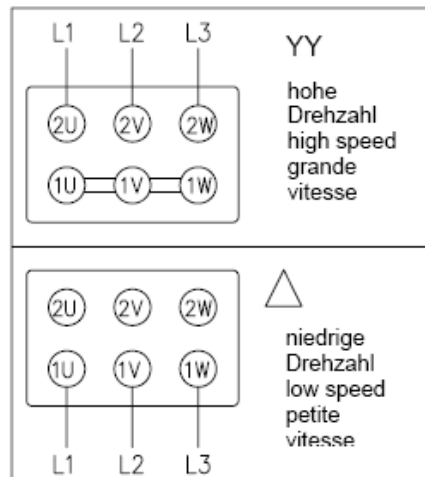 L1 L2 L3
YY
hohe
Drehzahl
high speed
grande
vitesse
2U 2V 2W
1U 1V 1W
2U 2V 2W
1U 1V 1W
niedrige
Drehzahl
low speed
petite
vitesse
L1 L2 L3